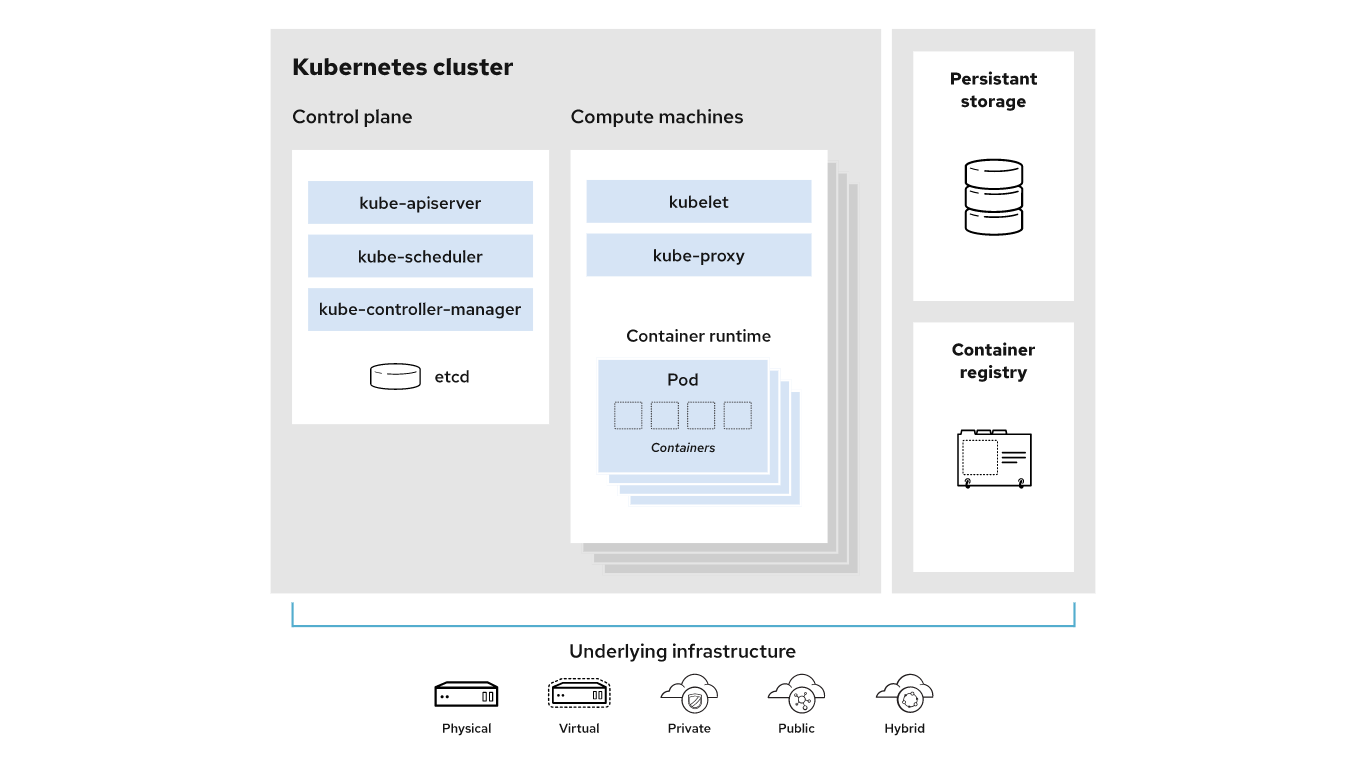 Kubernetes cluster
Control plane
kube-apiserver
kube-scheduler
kube-controller-manager
etcd
Compute machines
kubelet
kube-proxy
Container runtime
Pod
Containers
Persistant
storage
Container
registry
Underlying infrastructure
Physical
Virtual
Private
Public
Hybrid